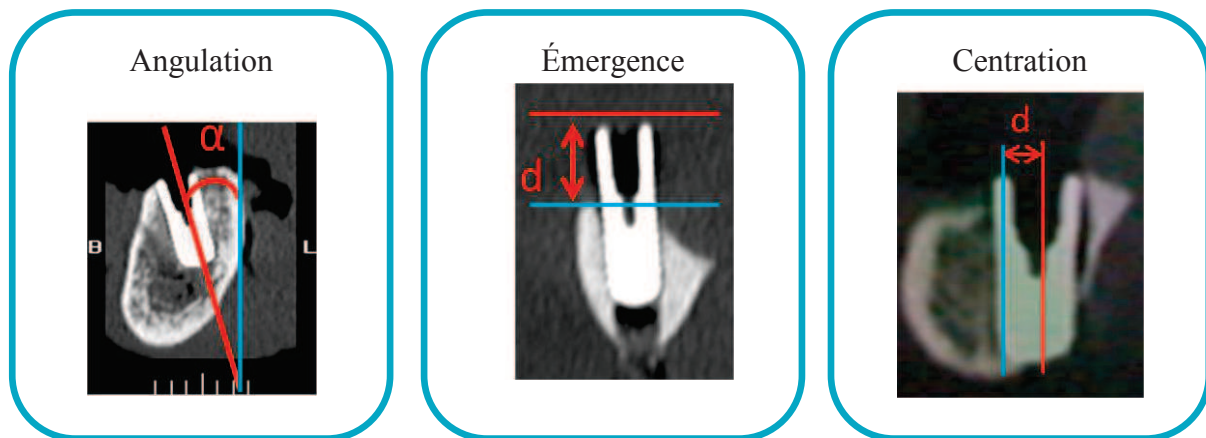 Angulation
α
B
L
Émergence
d
Centration
d